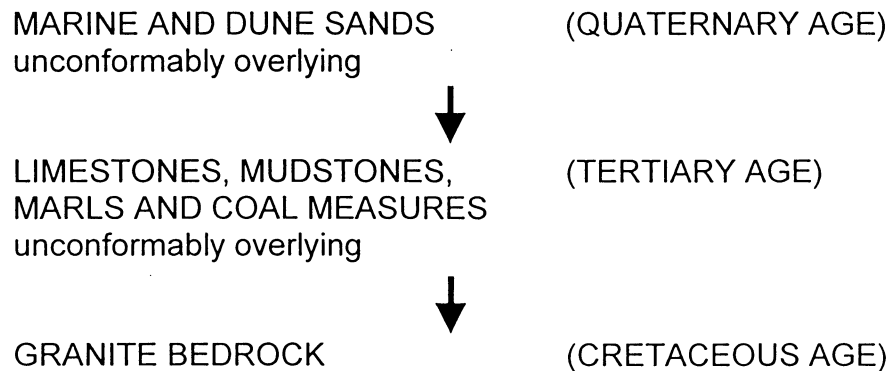 MARINE AND DUNE SANDS (QUATERNARY AGE)
unconformably overlying
LIMESTONES, MUDSTONES, (TERTIARY AGE)
MARLS AND COAL MEASURES
unconformably overlying
GRANITE BEDROCK (CRETACEOUS AGE)